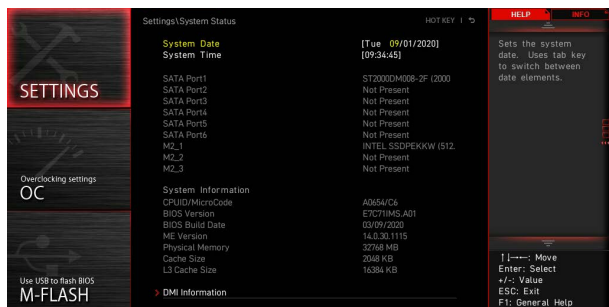 Settings\System Status
HOT KEY | ↰
HELP
INFO
System Date [Tue 09/01/2020]
System Time [09:34:45]
SATA Port1 ST2000DM008-2F (2000
SATA Port2 Not Present
SATA Port3 Not Present
SATA Port4 Not Present
SATA Port5 Not Present
SATA Port6 Not Present
M2_1 INTEL SSDPEKKW (512.
M2_2 Not Present
M2_3 Not Present
System Information
CPUID/MicroCode A0654/C6
BIOS Version E7C71IMS.A01
BIOS Build Date 03/09/2020
ME Version 14.0.30.1115
Physical Memory 32768 MB
Cache Size 2048 KB
L3 Cache Size 16384 KB
> DMI Information
SETTINGS
Overclocking settings
OC
Use USB to flash BIOS
M-FLASH
Sets the system
date. Uses tab key
to switch between
date elements.
↑↓→←: Move
Enter: Select
+/-: Value
ESC: Exit
F1: General Help